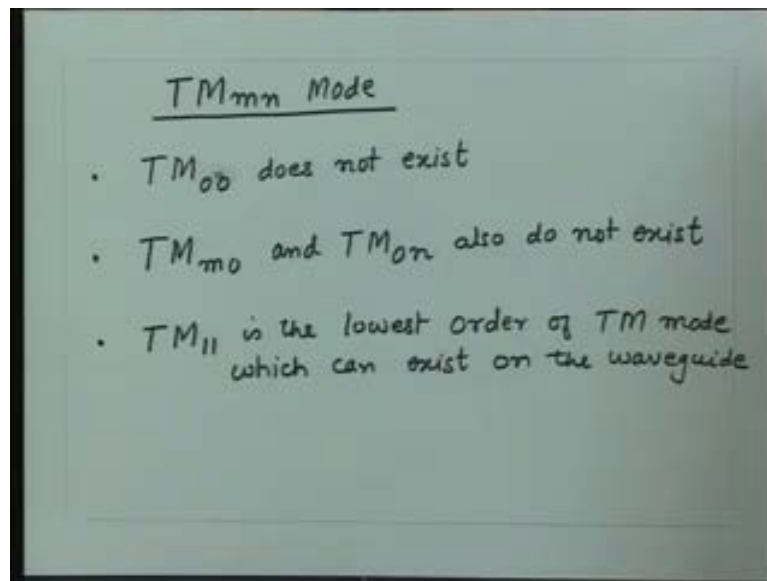 TMmn Mode
. TM00 does not exist
. TMm0 and TM0n also do not exist
. TM11 is the lowest order of TM mode
which can exist on the waveguide